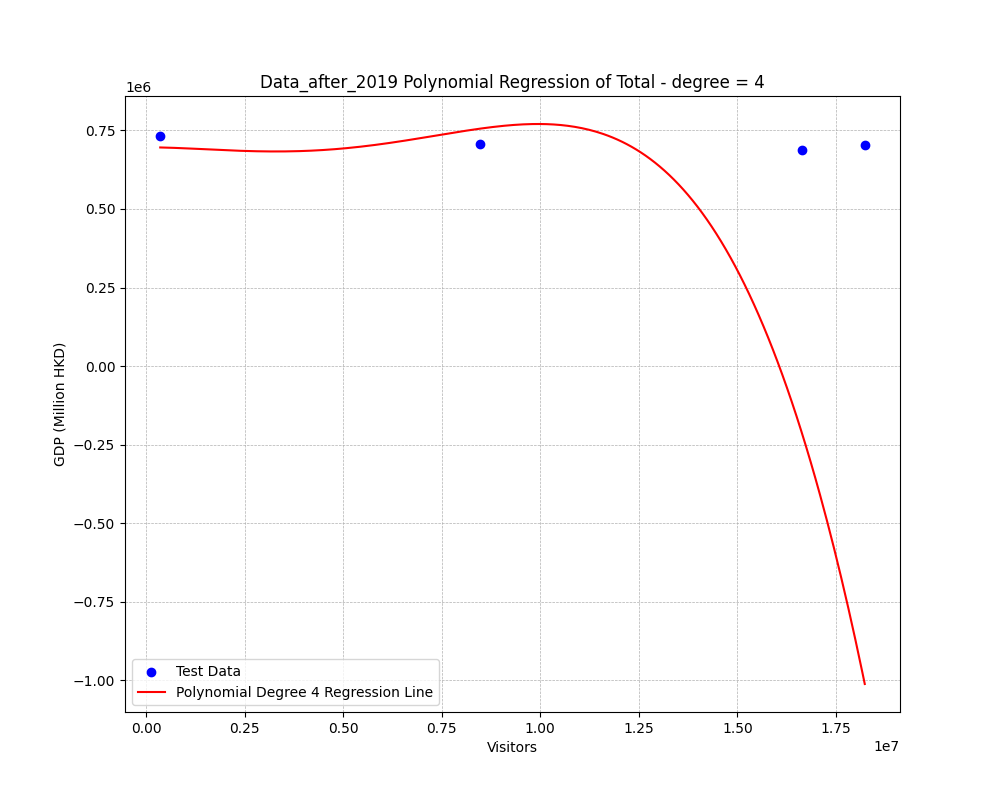 Data_after_2019 Polynomial Regression of Total - degree = 4
1e6
0.75
0.50
0.25
0.00
−0.25
−0.50
−0.75
−1.00
GDP (Million HKD)
Test Data
Polynomial Degree 4 Regression Line
0.00 0.25 0.50 0.75 1.00 1.25 1.50 1.75
1e7
Visitors